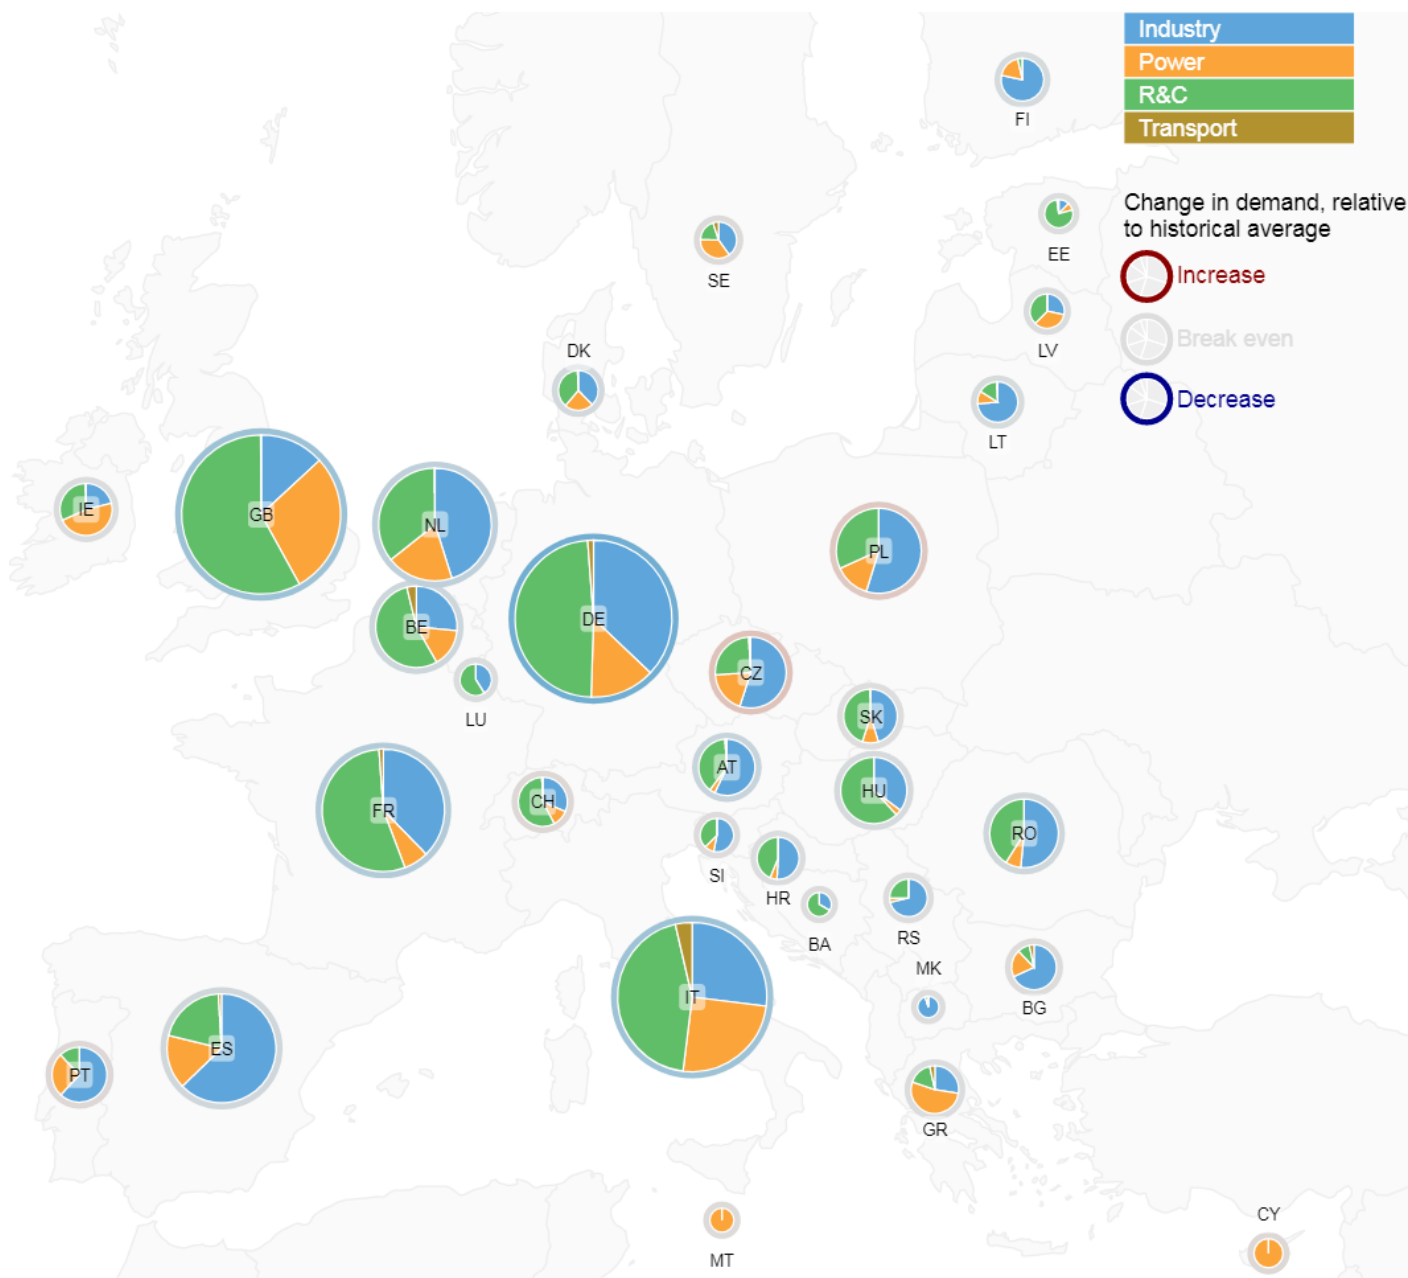 Industry
Power
R&C
Transport
Change in demand, relative
to historical average
Increase
Break even
Decrease
FI
EE
SE
LV
DK
LT
IE
GB
NL
PL
BE
DE
CZ
LU
SK
AT
HU
FR
CH
RO
SI
HR
BA
RS
MK
BG
IT
ES
PT
GR
MT
CY